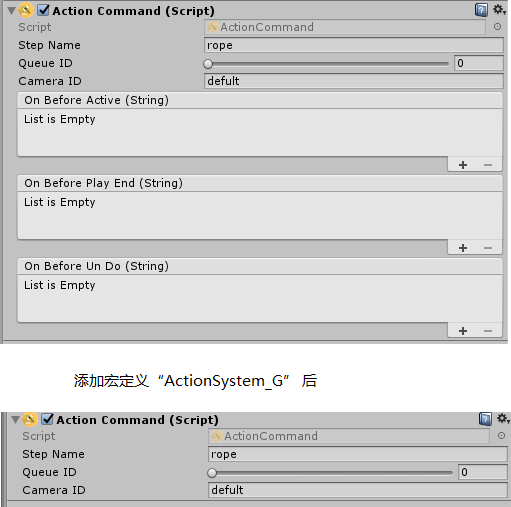 Action Command (Script)
Script ActionCommand
Step Name rope
Queue ID 0
Camera ID defult
On Before Active (String)
List is Empty
+ −
On Before Play End (String)
List is Empty
+ −
On Before Un Do (String)
List is Empty
+ −
添加宏定义“ActionSystem_G” 后
Action Command (Script)
Script ActionCommand
Step Name rope
Queue ID 0
Camera ID defult